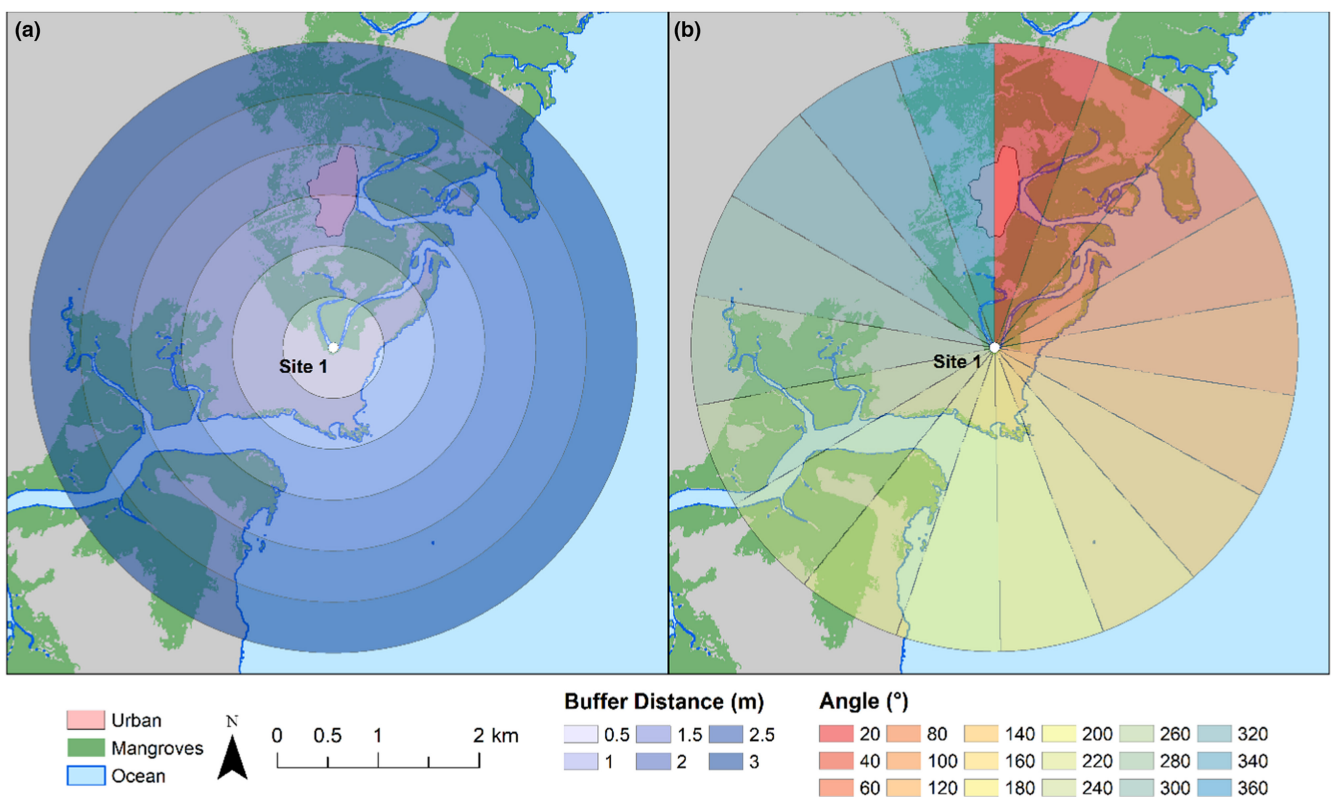 (a)
(b)
Site 1
Site 1
Urban
Mangroves
Ocean
N
0 0.5 1 2 km
Buffer Distance (m)
0.5 1.5 2.5
1 2 3
Angle (°)
20 80 140 200 260 320
40 100 160 220 280 340
60 120 180 240 300 360